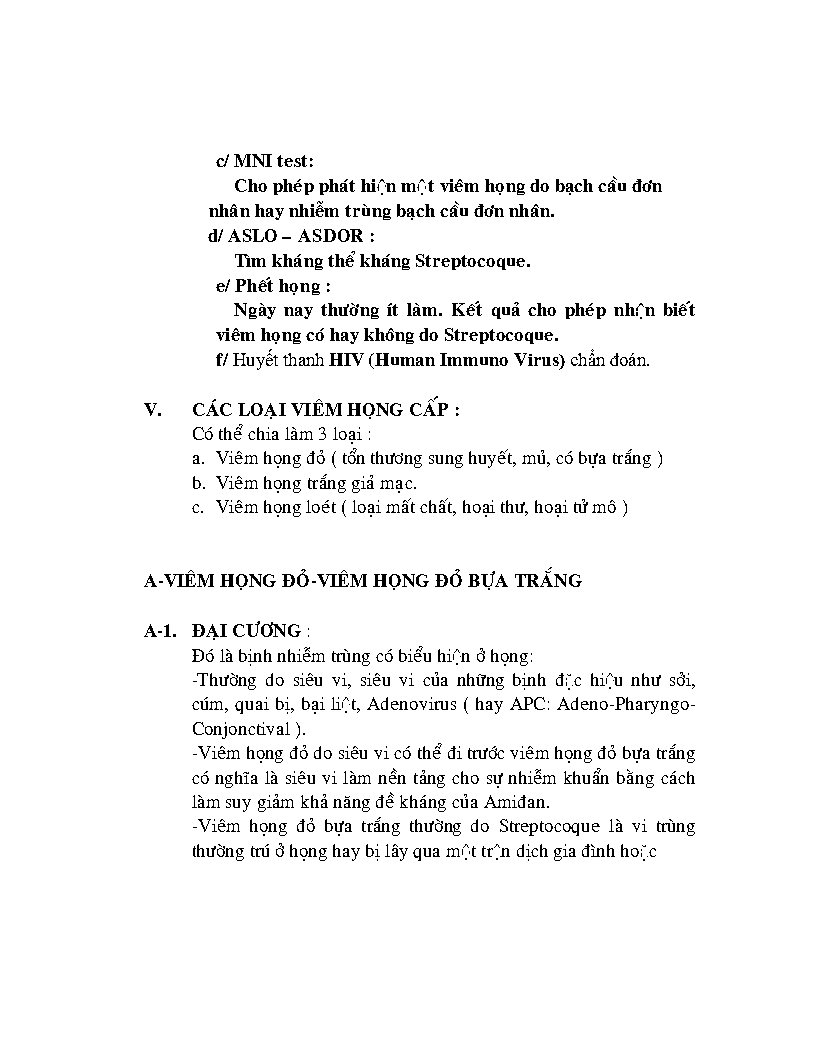 c/ MNI test:
Cho phép phát hiện một viêm họng do bạch cầu đơn
nhân hay nhiễm trùng bạch cầu đơn nhân.
d/ ASLO – ASDOR :
Tìm kháng thể kháng Streptocoque.
e/ Phết họng :
Ngày nay thường ít làm. Kết quả cho phép nhận biết
viêm họng có hay không do Streptocoque.
f/ Huyết thanh HIV (Human Immuno Virus) chẩn đoán.
V. CÁC LOẠI VIÊM HỌNG CẤP :
Có thể chia làm 3 loại :
a. Viêm họng đỏ ( tổn thương sung huyết, mủ, có bựa trắng )
b. Viêm họng trắng giả mạc.
c. Viêm họng loét ( loại mất chất, hoại thư, hoại tử mô )
A-VIÊM HỌNG ĐỎ-VIÊM HỌNG ĐỎ BỰA TRẮNG
A-1. ĐẠI CƯƠNG :
Đó là bịnh nhiễm trùng có biểu hiện ở họng:
-Thường do siêu vi, siêu vi của những bịnh đặc hiệu như sởi,
cúm, quai bị, bại liệt, Adenovirus ( hay APC: Adeno-Pharyngo-
Conjonctival ).
-Viêm họng đỏ do siêu vi có thể đi trước viêm họng đỏ bựa trắng
có nghĩa là siêu vi làm nền tảng cho sự nhiễm khuẩn bằng cách
làm suy giảm khả năng đề kháng của Amiđan.
-Viêm họng đỏ bựa trắng thường do Streptocoque là vi trùng
thường trú ở họng hay bị lây qua một trận dịch gia đình hoặc